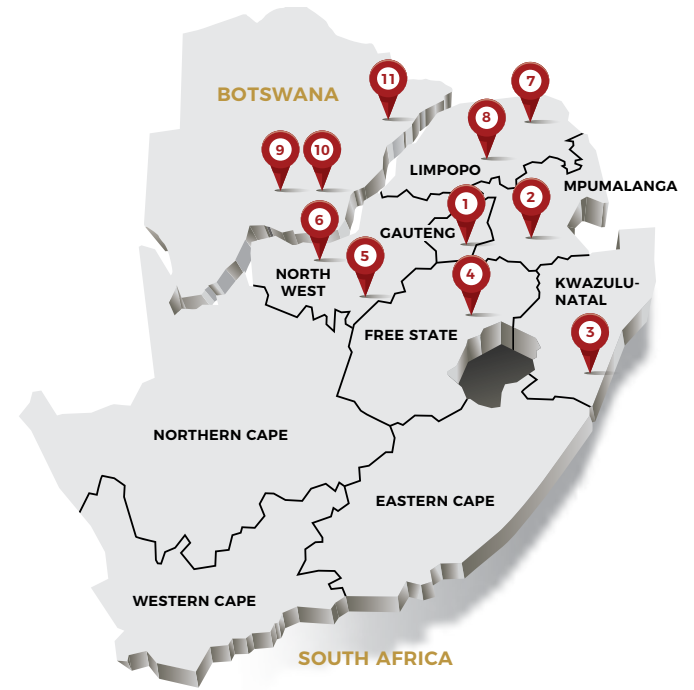 11
7
BOTSWANA
8
9
10
LIMPOPO
MPUMALANGA
1
2
6
GAUTENG
5
4
NORTH
WEST
KWAZULU-
NATAL
3
FREE STATE
NORTHERN CAPE
EASTERN CAPE
WESTERN CAPE
SOUTH AFRICA